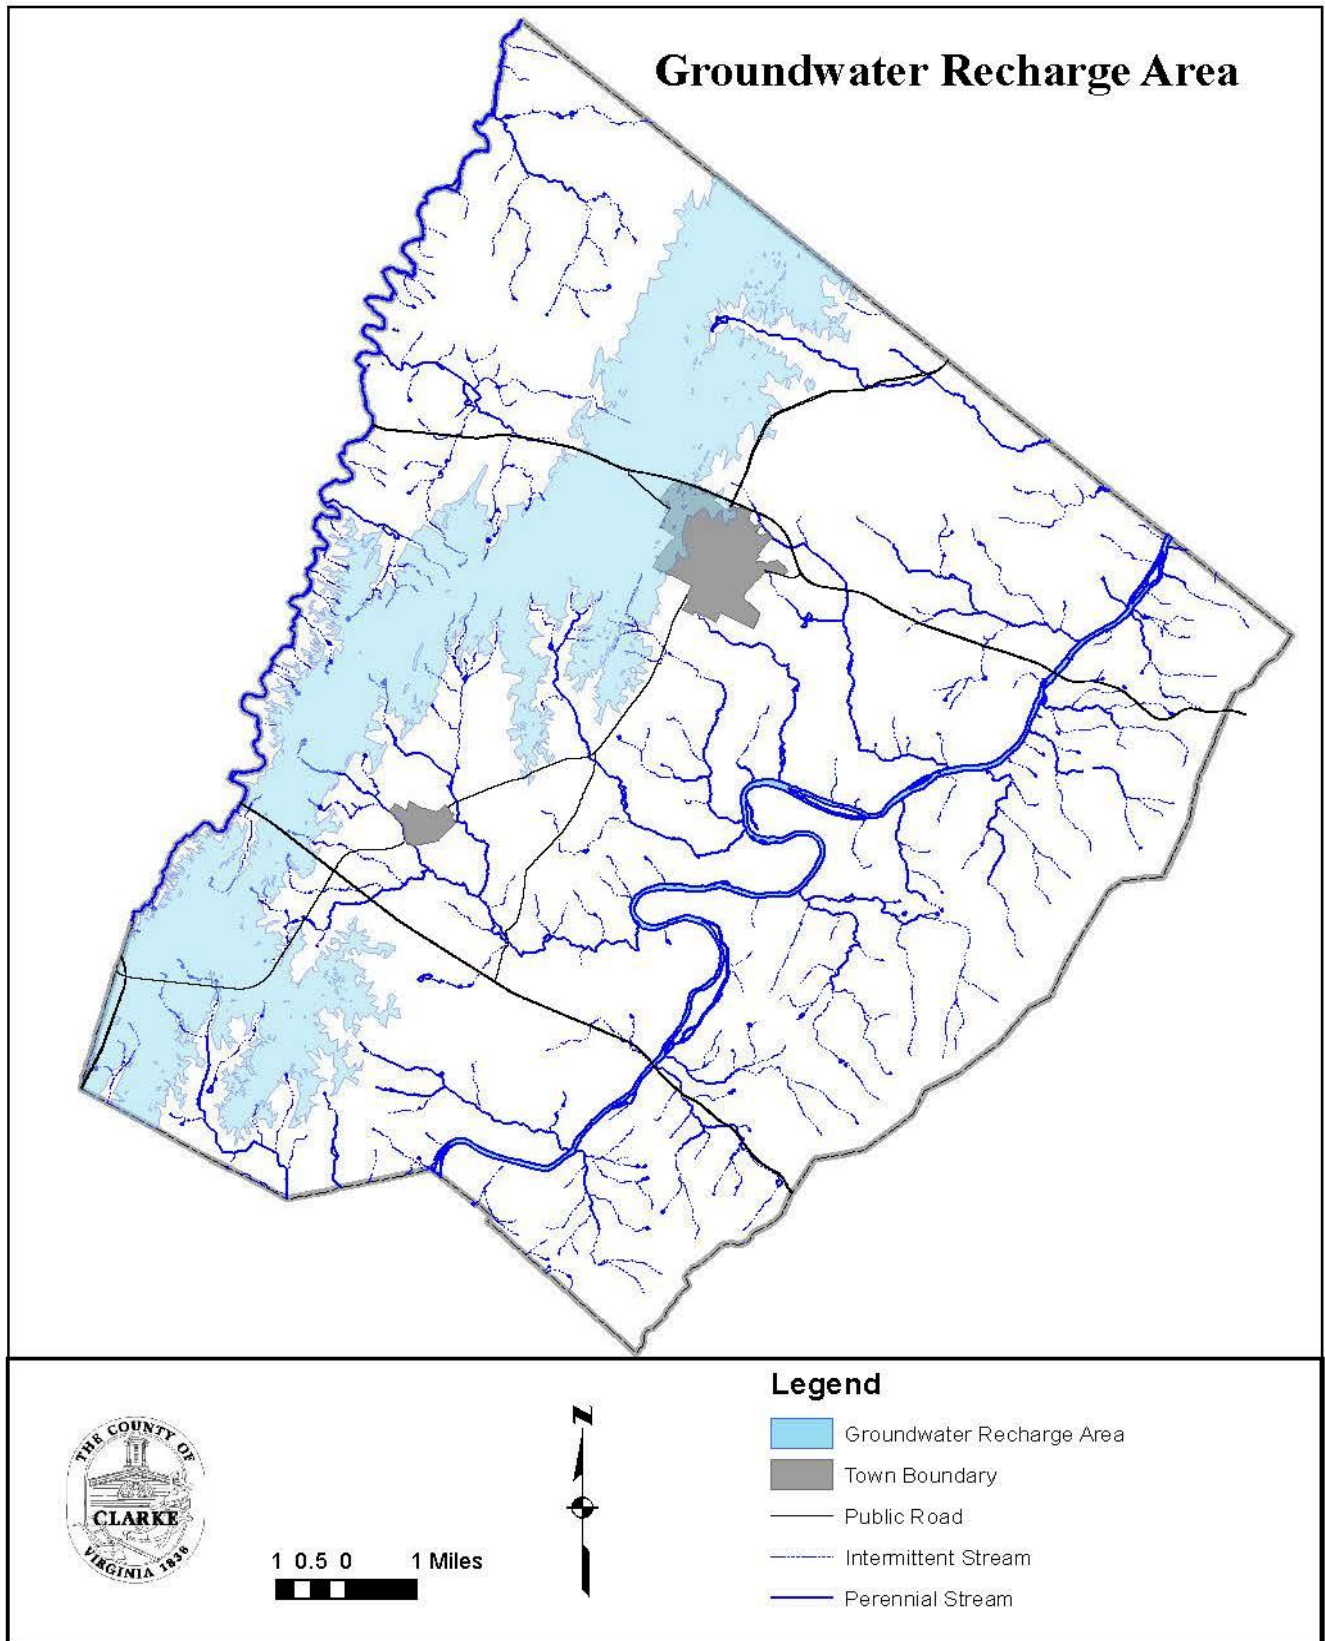 Groundwater Recharge Area
THE COUNTY OF
CLARKE
VIRGINIA 1836
1 0.5 0 1 Miles
N
Legend
Groundwater Recharge Area
Town Boundary
Public Road
Intermittent Stream
Perennial Stream